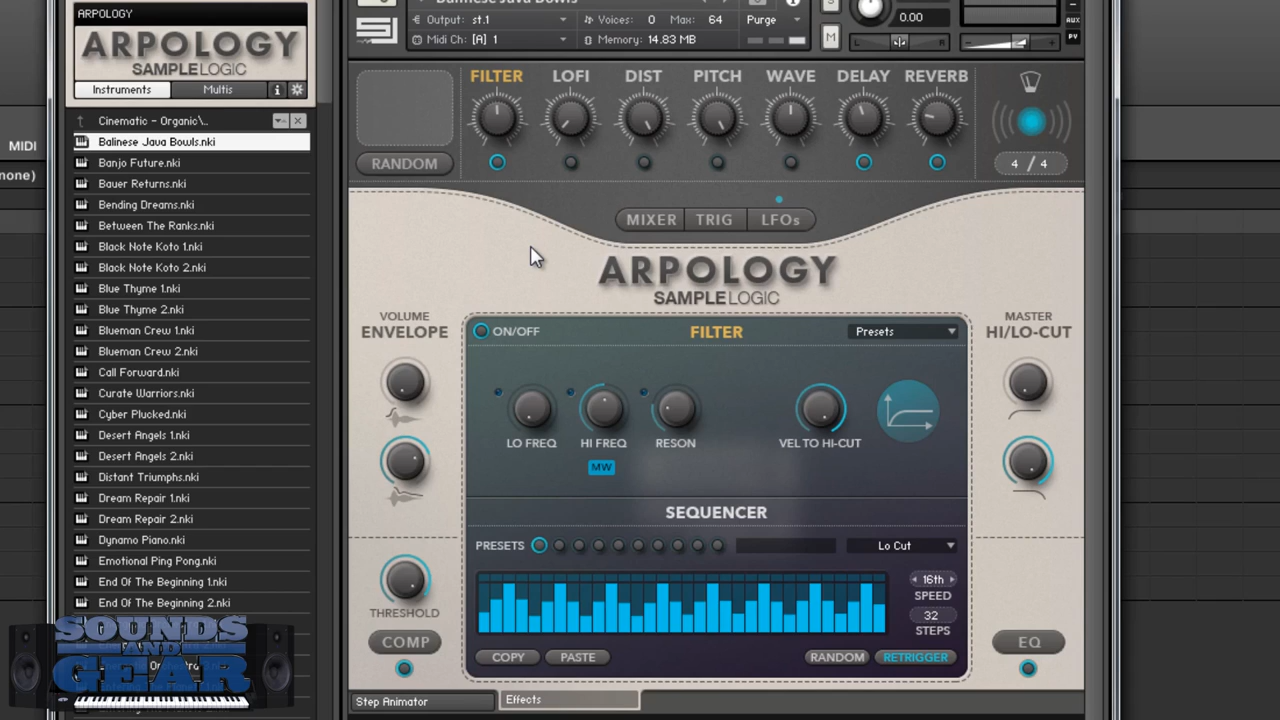 ARPOLOGY
ARPOLOGY
SAMPLELOGIC
Instruments
Multis
Cinematic - Organic\..
Balinese Java Bowls.nki
Banjo Future.nki
Bauer Returns.nki
Bending Dreams.nki
Between The Ranks.nki
Black Note Koto 1.nki
Black Note Koto 2.nki
Blue Thyme 1.nki
Blue Thyme 2.nki
Blueman Crew 1.nki
Blueman Crew 2.nki
Call Forward.nki
Curate Warriors.nki
Cyber Plucked.nki
Desert Angels 1.nki
Desert Angels 2.nki
Distant Triumphs.nki
Dream Repair 1.nki
Dream Repair 2.nki
Dynamo Piano.nki
Emotional Ping Pong.nki
End Of The Beginning 1.nki
End Of The Beginning 2.nki
SOUNDS
AND
GEAR
MIDI
none)
Balinese Java Bowls
Output: st.1
Voices: 0 Max: 64
Purge
Midi Ch: [A] 1
Memory: 14.83 MB
S
M
0.00
L
R
AUX
PV
FILTER
LOFI
DIST
PITCH
WAVE
DELAY
REVERB
RANDOM
4 / 4
MIXER
TRIG
LFOs
ARPOLOGY
SAMPLELOGIC
VOLUME
ENVELOPE
THRESHOLD
COMP
ON/OFF
FILTER
Presets
LO FREQ
HI FREQ
RESON
VEL TO HI-CUT
MW
SEQUENCER
PRESETS
Lo Cut
16th
SPEED
32
STEPS
COPY
PASTE
RANDOM
RETRIGGER
MASTER
HI/LO-CUT
EQ
Step Animator
Effects